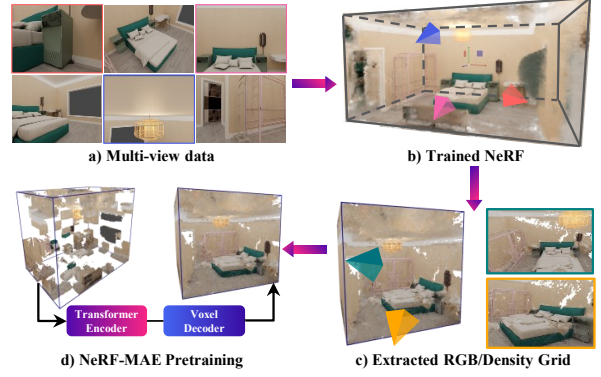 a) Multi-view data
b) Trained NeRF
Transformer
Encoder
Voxel
Decoder
d) NeRF-MAE Pretraining
c) Extracted RGB/Density Grid